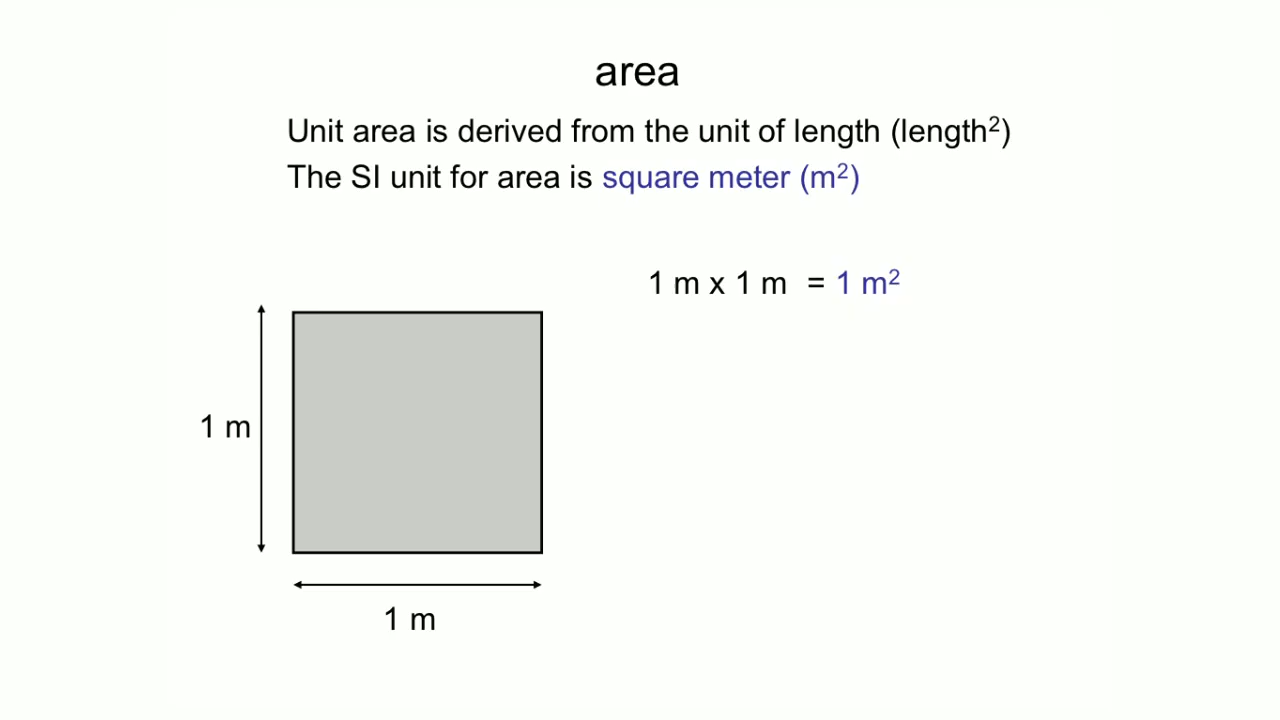 area
Unit area is derived from the unit of length (length²)
The SI unit for area is square meter (m²)
1 m x 1 m = 1 m²
1 m
1 m